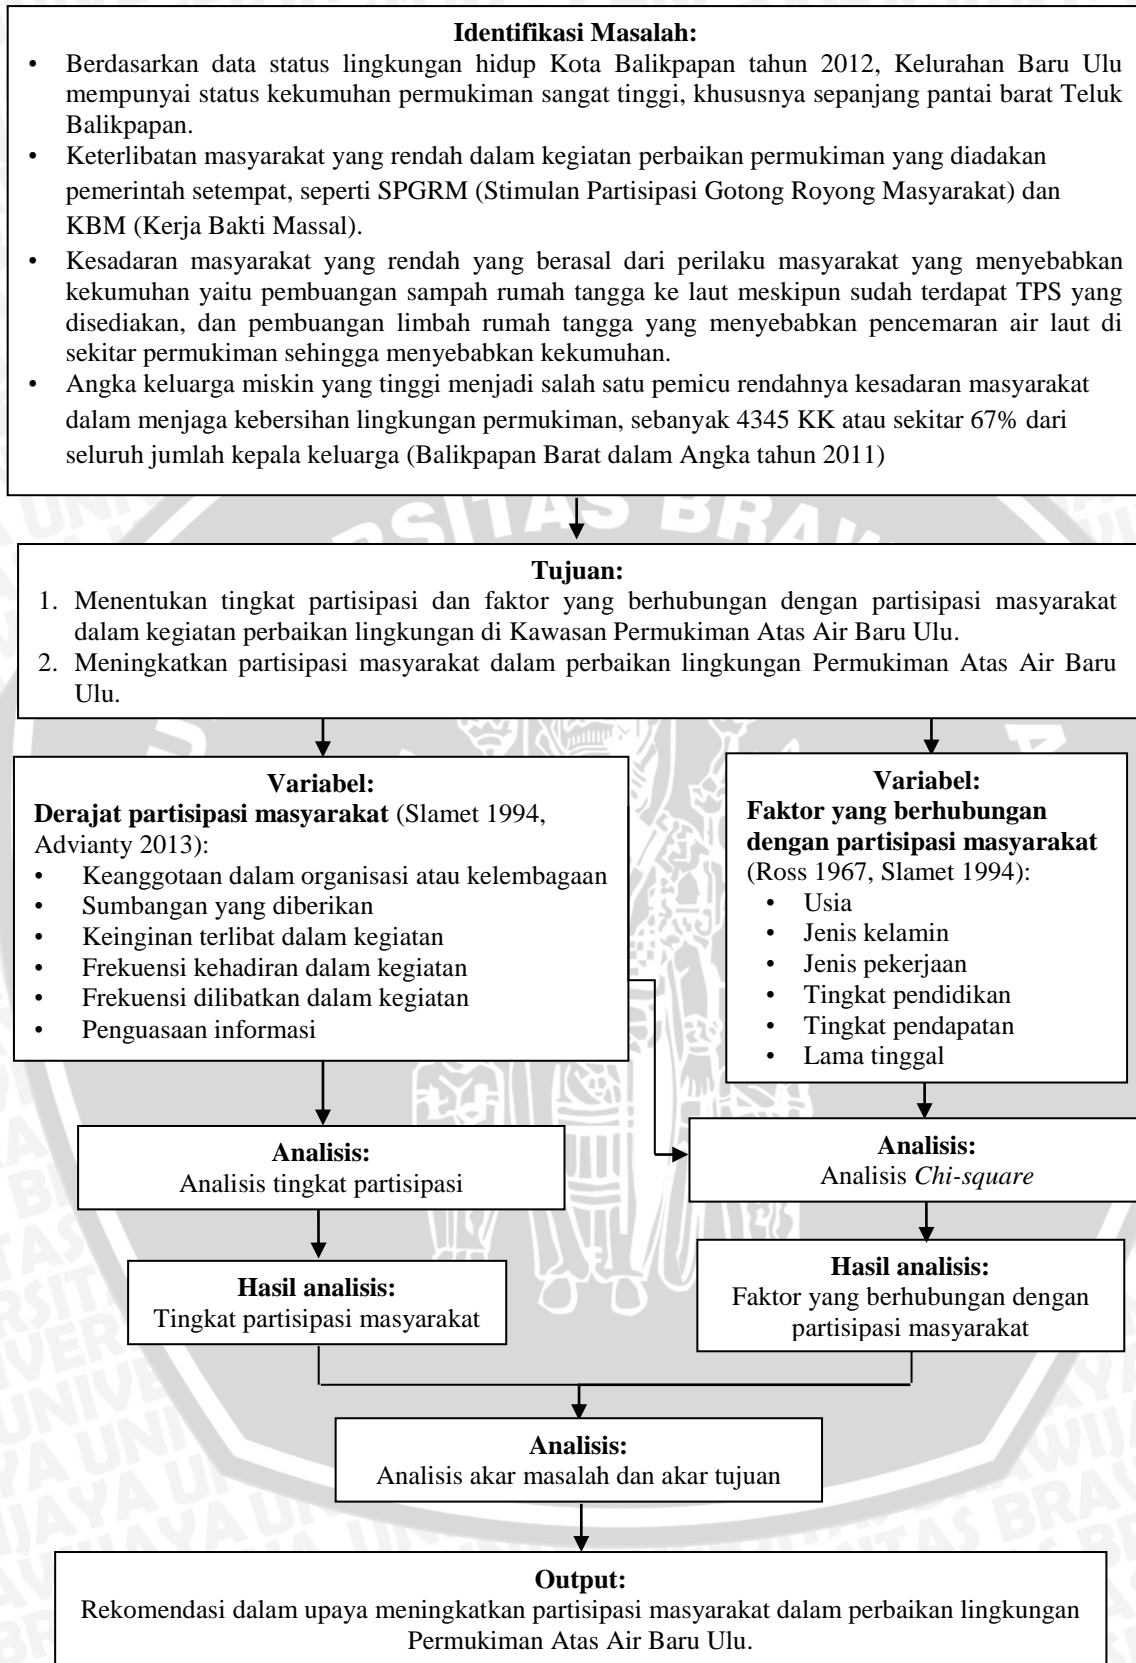 Identifikasi Masalah:
• Berdasarkan data status lingkungan hidup Kota Balikpapan tahun 2012, Kelurahan Baru Ulu
mempunyai status kekumuhan permukiman sangat tinggi, khususnya sepanjang pantai barat Teluk
Balikpapan.
• Keterlibatan masyarakat yang rendah dalam kegiatan perbaikan permukiman yang diadakan
pemerintah setempat, seperti SPGRM (Stimulan Partisipasi Gotong Royong Masyarakat) dan
KBM (Kerja Bakti Massal).
• Kesadaran masyarakat yang rendah yang berasal dari perilaku masyarakat yang menyebabkan
kekumuhan yaitu pembuangan sampah rumah tangga ke laut meskipun sudah terdapat TPS yang
disediakan, dan pembuangan limbah rumah tangga yang menyebabkan pencemaran air laut di
sekitar permukiman sehingga menyebabkan kekumuhan.
• Angka keluarga miskin yang tinggi menjadi salah satu pemicu rendahnya kesadaran masyarakat
dalam menjaga kebersihan lingkungan permukiman, sebanyak 4345 KK atau sekitar 67% dari
seluruh jumlah kepala keluarga (Balikpapan Barat dalam Angka tahun 2011)
Tujuan:
1. Menentukan tingkat partisipasi dan faktor yang berhubungan dengan partisipasi masyarakat
dalam kegiatan perbaikan lingkungan di Kawasan Permukiman Atas Air Baru Ulu.
2. Meningkatkan partisipasi masyarakat dalam perbaikan lingkungan Permukiman Atas Air Baru
Ulu.
Variabel:
Derajat partisipasi masyarakat (Slamet 1994,
Advianty 2013):
• Keanggotaan dalam organisasi atau kelembagaan
• Sumbangan yang diberikan
• Keinginan terlibat dalam kegiatan
• Frekuensi kehadiran dalam kegiatan
• Frekuensi dilibatkan dalam kegiatan
• Penguasaan informasi
Variabel:
Faktor yang berhubungan
dengan partisipasi masyarakat
(Ross 1967, Slamet 1994):
• Usia
• Jenis kelamin
• Jenis pekerjaan
• Tingkat pendidikan
• Tingkat pendapatan
• Lama tinggal
Analisis:
Analisis tingkat partisipasi
Analisis:
Analisis Chi-square
Hasil analisis:
Tingkat partisipasi masyarakat
Hasil analisis:
Faktor yang berhubungan dengan
partisipasi masyarakat
Analisis:
Analisis akar masalah dan akar tujuan
Output:
Rekomendasi dalam upaya meningkatkan partisipasi masyarakat dalam perbaikan lingkungan
Permukiman Atas Air Baru Ulu.